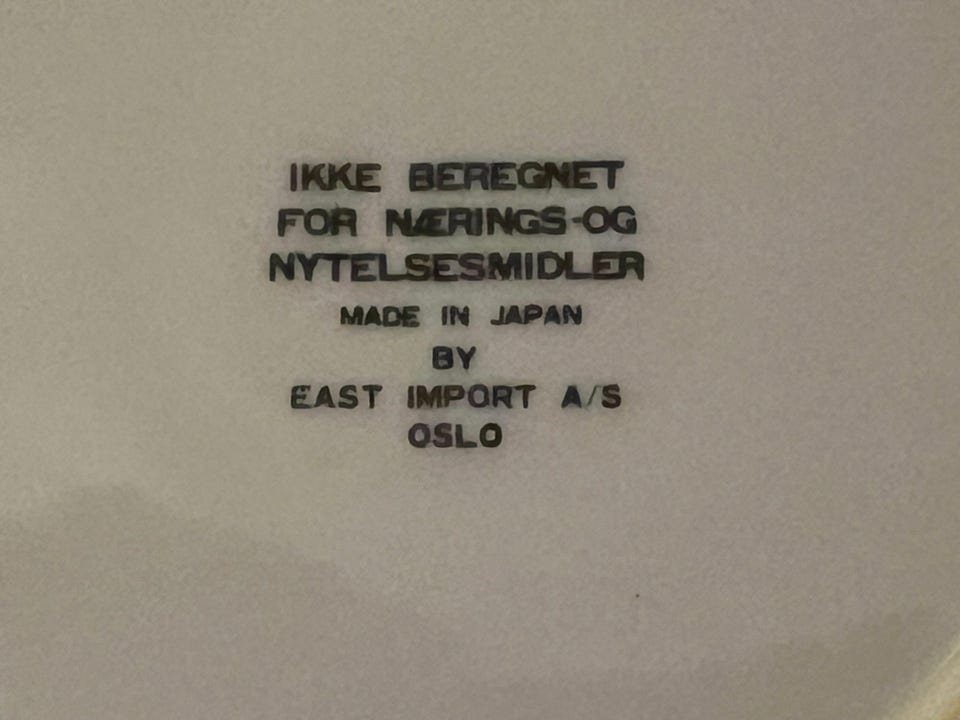 IKKE BEREGNET
FOR NÆRINGS-OG
NYTELSESMIDLER
MADE IN JAPAN
BY
EAST IMPORT A/S
OSLO